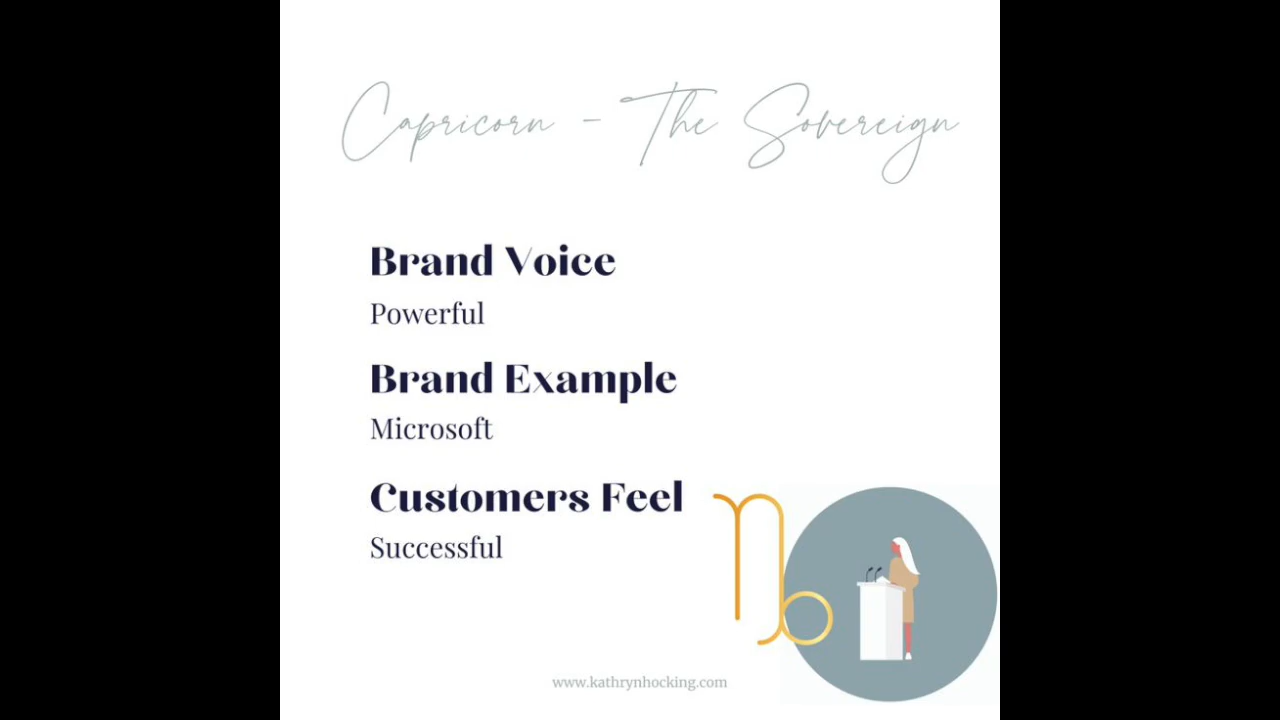 Capricorn - The Sovereign
Brand Voice
Powerful
Brand Example
Microsoft
Customers Feel
Successful
www.kathrynhocking.com